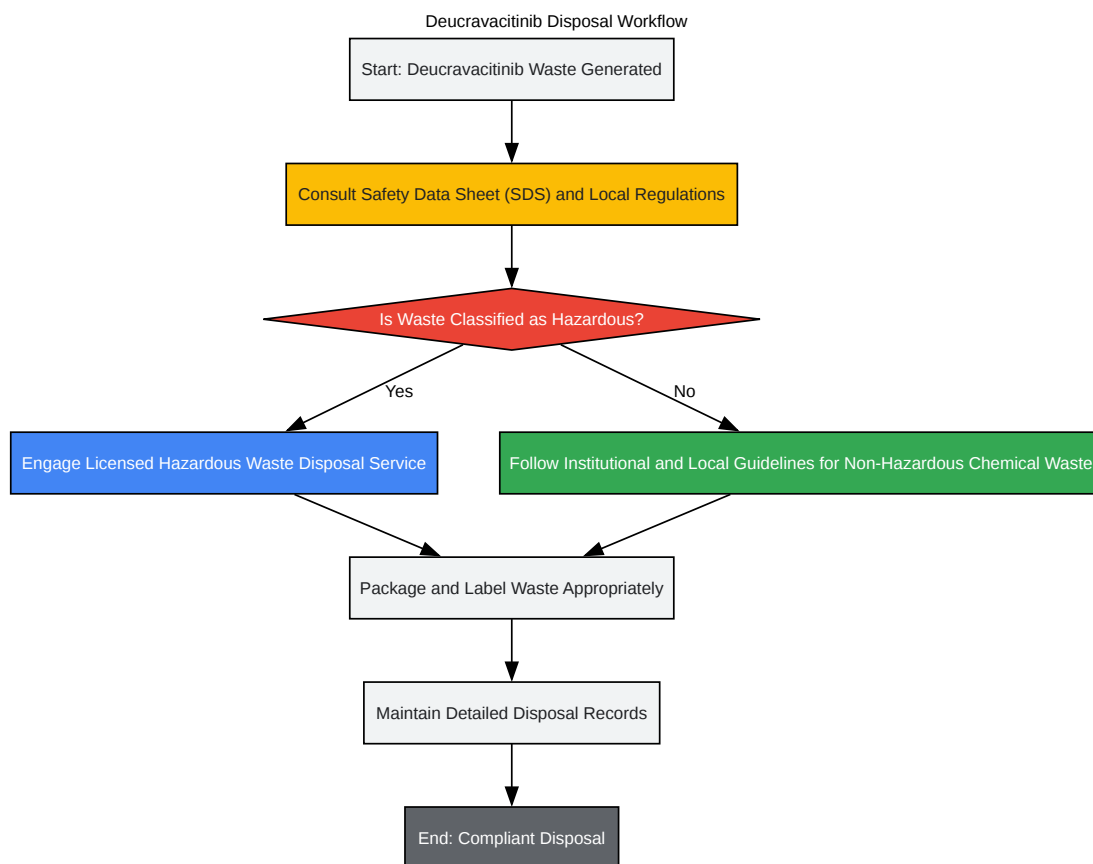 Deucravacitinib Disposal Workflow
Start: Deucravacitinib Waste Generated
Consult Safety Data Sheet (SDS) and Local Regulations
Is Waste Classified as Hazardous?
Yes
No
Engage Licensed Hazardous Waste Disposal Service
Follow Institutional and Local Guidelines for Non-Hazardous Chemical Waste
Package and Label Waste Appropriately
Maintain Detailed Disposal Records
End: Compliant Disposal